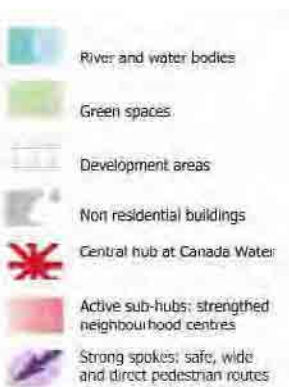 River and water bodies
Green spaces
Development areas
Non residential buildings
Central hub at Canada Water
Active sub-hubs: strengthed
neighbourhood centres
Strong spokes: safe, wide
and direct pedestrian routes